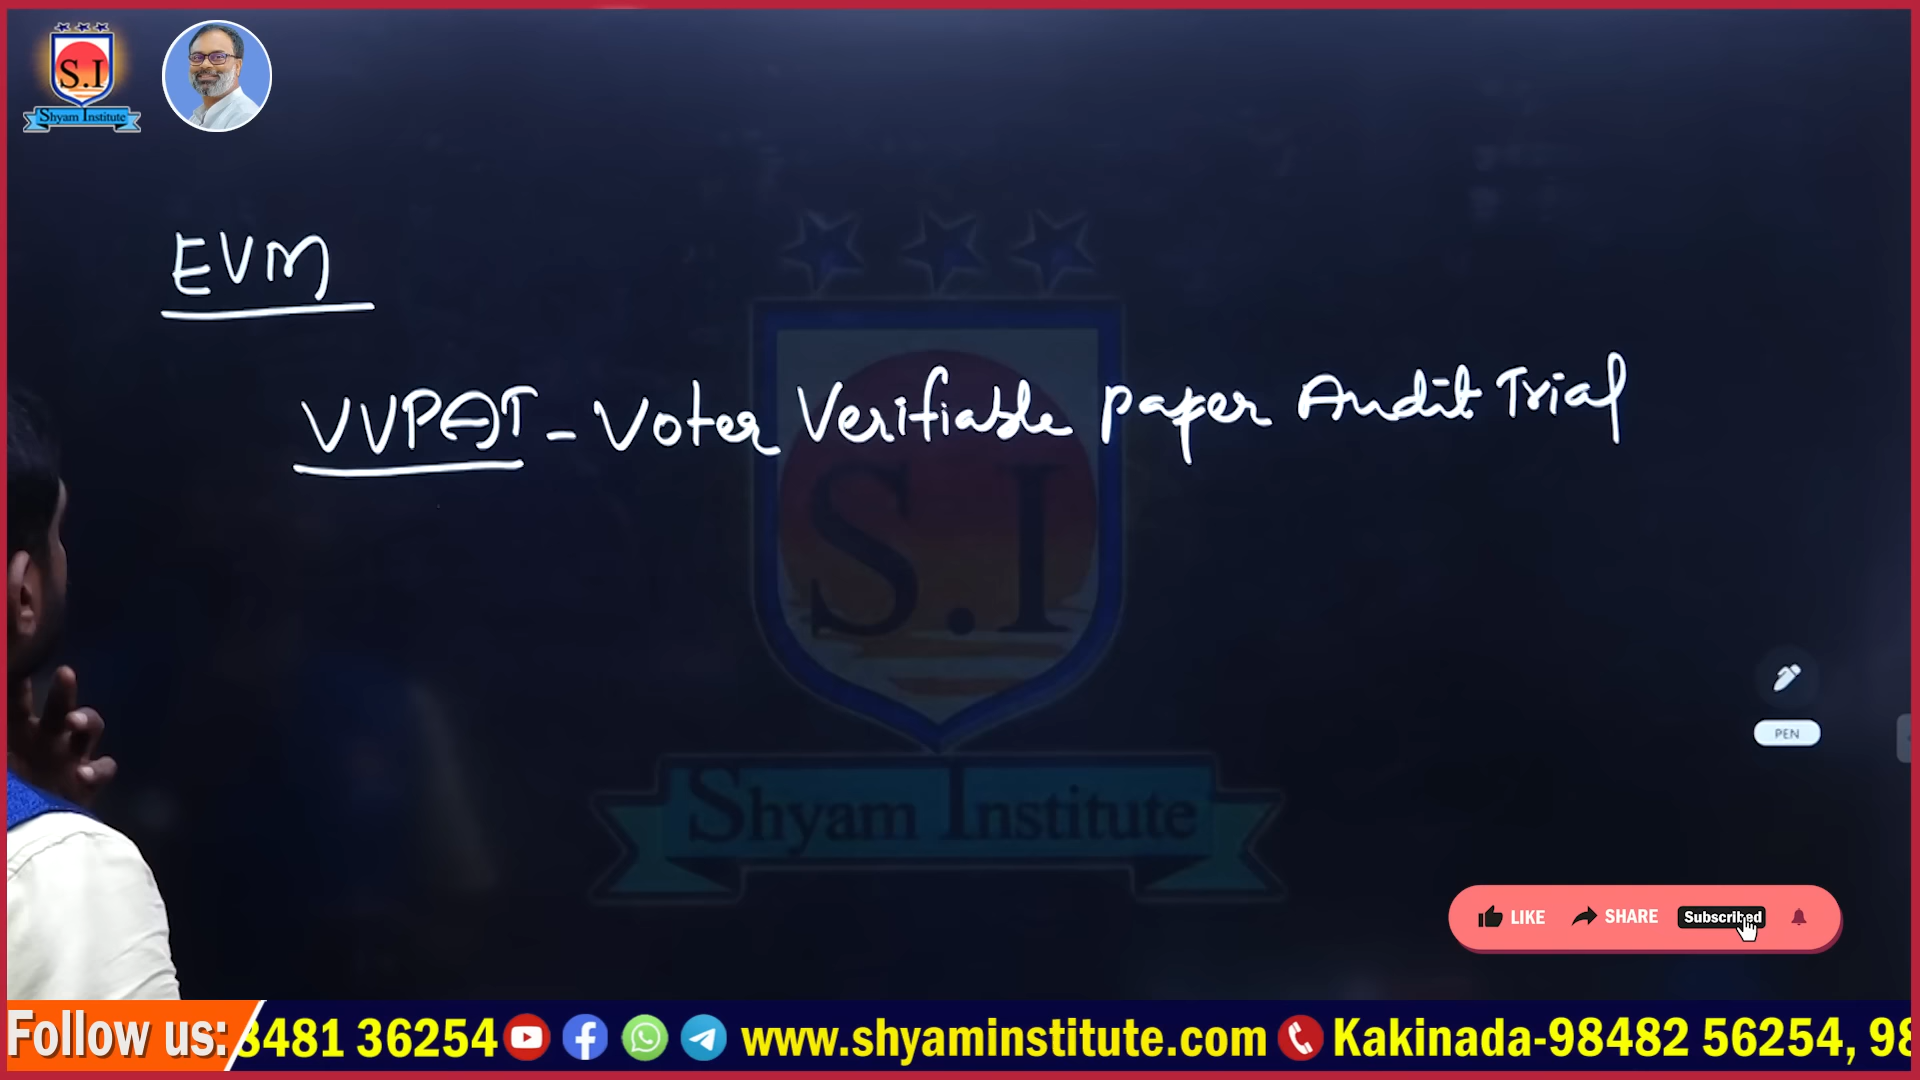 S.I
Shyam Institute
EVM
VVPAT - Voter Verifiable Paper Audit Trial
S.I
Shyam Institute
PEN
LIKE SHARE Subscribed
Follow us: 8481 36254 www.shyaminstitute.com Kakinada-98482 56254, 98